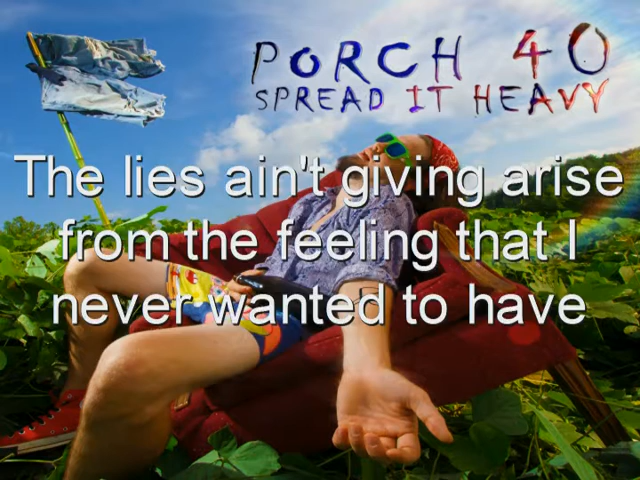 PORCH 40
SPREAD IT HEAVY
The lies ain't giving arise
from the feeling that I
never wanted to have